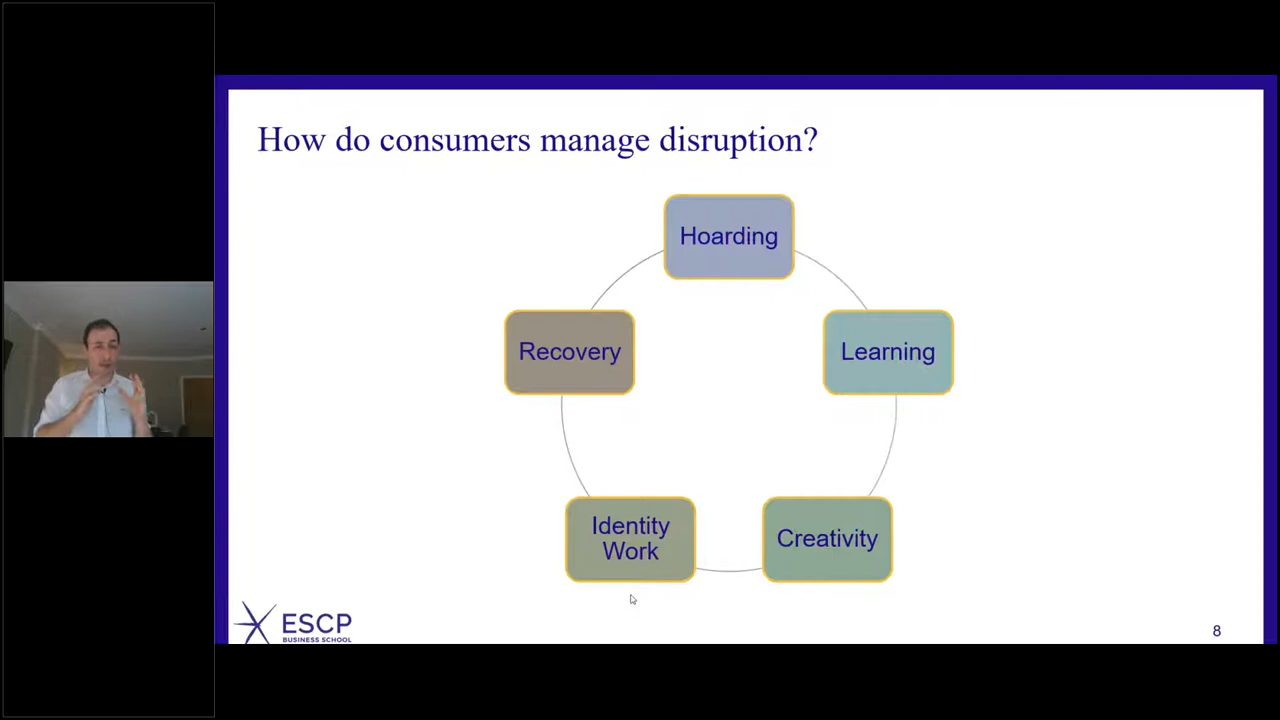 How do consumers manage disruption?
Hoarding
Learning
Creativity
Identity
Work
Recovery
ESCP
BUSINESS SCHOOL
8